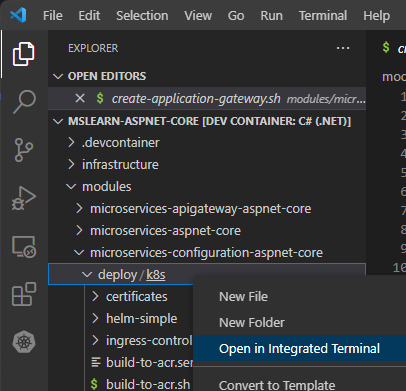 File Edit Selection View Go Run Terminal Help
EXPLORER
OPEN EDITORS
$ create-application-gateway.sh modules/micr...
MSLEARN-ASPNET-CORE [DEV CONTAINER: C# (.NET)]
.devcontainer
infrastructure
modules
microservices-apigateway-aspnet-core
microservices-aspnet-core
microservices-configuration-aspnet-core
deploy / k8s
certificates
helm-simple
ingress-control
build-to-acr.ser
$ build-to-acr.sh
New File
New Folder
Open in Integrated Terminal
Convert to Template
$ c
mod
1
2
3
4
5
6
7
8
9
10